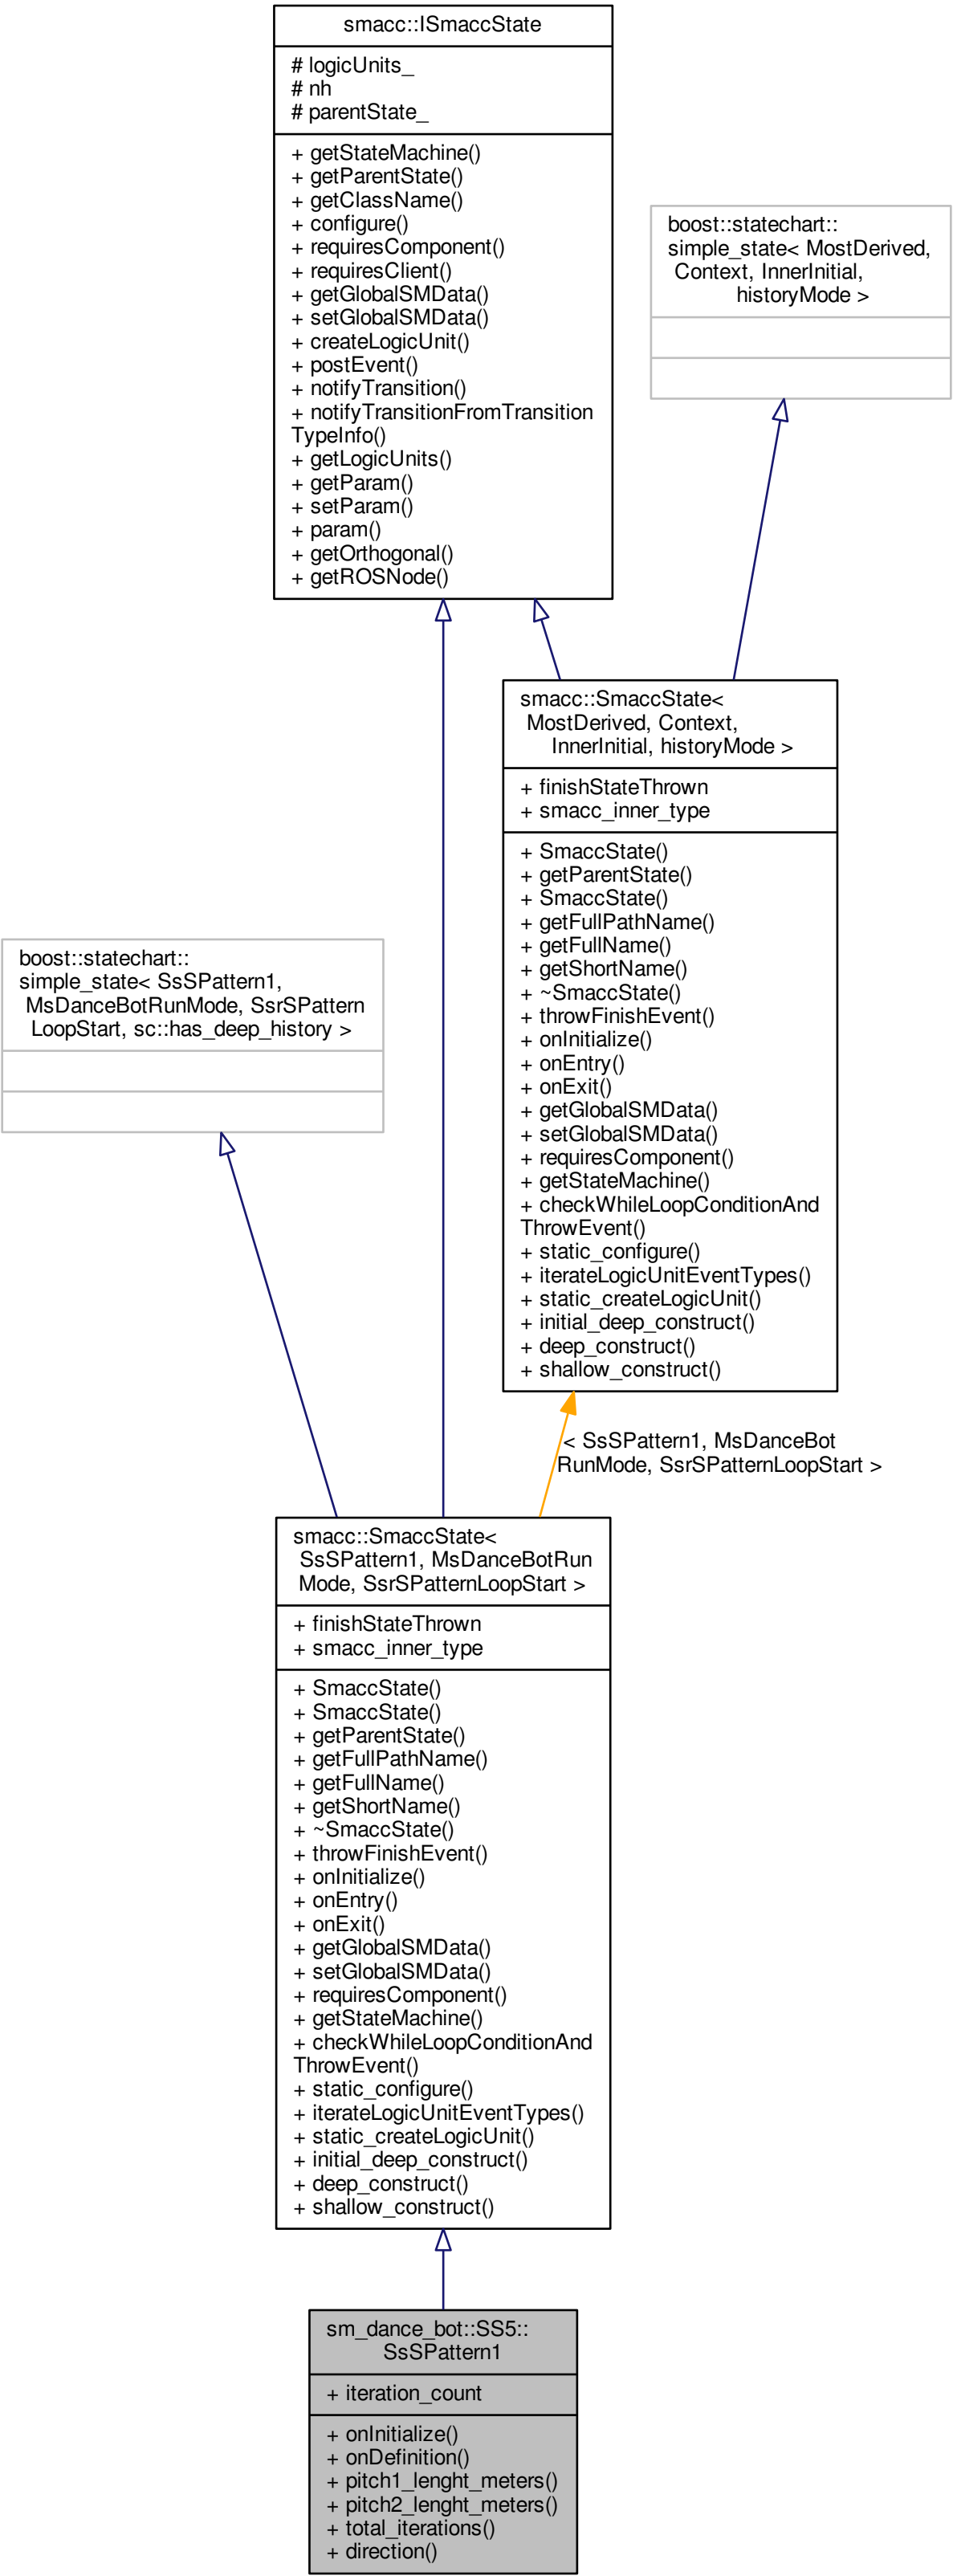 smacc::ISmaccState
# logicUnits_
# nh
# parentState_
+ getStateMachine()
+ getParentState()
+ getClassName()
+ configure()
+ requiresComponent()
+ requiresClient()
+ getGlobalSMData()
+ setGlobalSMData()
+ createLogicUnit()
+ postEvent()
+ notifyTransition()
+ notifyTransitionFromTransition
TypeInfo()
+ getLogicUnits()
+ getParam()
+ setParam()
+ param()
+ getOrthogonal()
+ getROSNode()
boost::statechart::
simple_state< MostDerived,
Context, InnerInitial,
historyMode >
smacc::SmaccState<
MostDerived, Context,
InnerInitial, historyMode >
+ finishStateThrown
+ smacc_inner_type
+ SmaccState()
+ getParentState()
+ SmaccState()
+ getFullPathName()
+ getFullName()
+ getShortName()
+ ~SmaccState()
+ throwFinishEvent()
+ onInitialize()
+ onEntry()
+ onExit()
+ getGlobalSMData()
+ setGlobalSMData()
+ requiresComponent()
+ getStateMachine()
+ checkWhileLoopConditionAnd
ThrowEvent()
+ static_configure()
+ iterateLogicUnitEventTypes()
+ static_createLogicUnit()
+ initial_deep_construct()
+ deep_construct()
+ shallow_construct()
boost::statechart::
simple_state< SsSPattern1,
MsDanceBotRunMode, SsrSPattern
LoopStart, sc::has_deep_history >
< SsSPattern1, MsDanceBot
RunMode, SsrSPatternLoopStart >
smacc::SmaccState<
SsSPattern1, MsDanceBotRun
Mode, SsrSPatternLoopStart >
+ finishStateThrown
+ smacc_inner_type
+ SmaccState()
+ SmaccState()
+ getParentState()
+ getFullPathName()
+ getFullName()
+ getShortName()
+ ~SmaccState()
+ throwFinishEvent()
+ onInitialize()
+ onEntry()
+ onExit()
+ getGlobalSMData()
+ setGlobalSMData()
+ requiresComponent()
+ getStateMachine()
+ checkWhileLoopConditionAnd
ThrowEvent()
+ static_configure()
+ iterateLogicUnitEventTypes()
+ static_createLogicUnit()
+ initial_deep_construct()
+ deep_construct()
+ shallow_construct()
sm_dance_bot::SS5::
SsSPattern1
+ iteration_count
+ onInitialize()
+ onDefinition()
+ pitch1_lenght_meters()
+ pitch2_lenght_meters()
+ total_iterations()
+ direction()